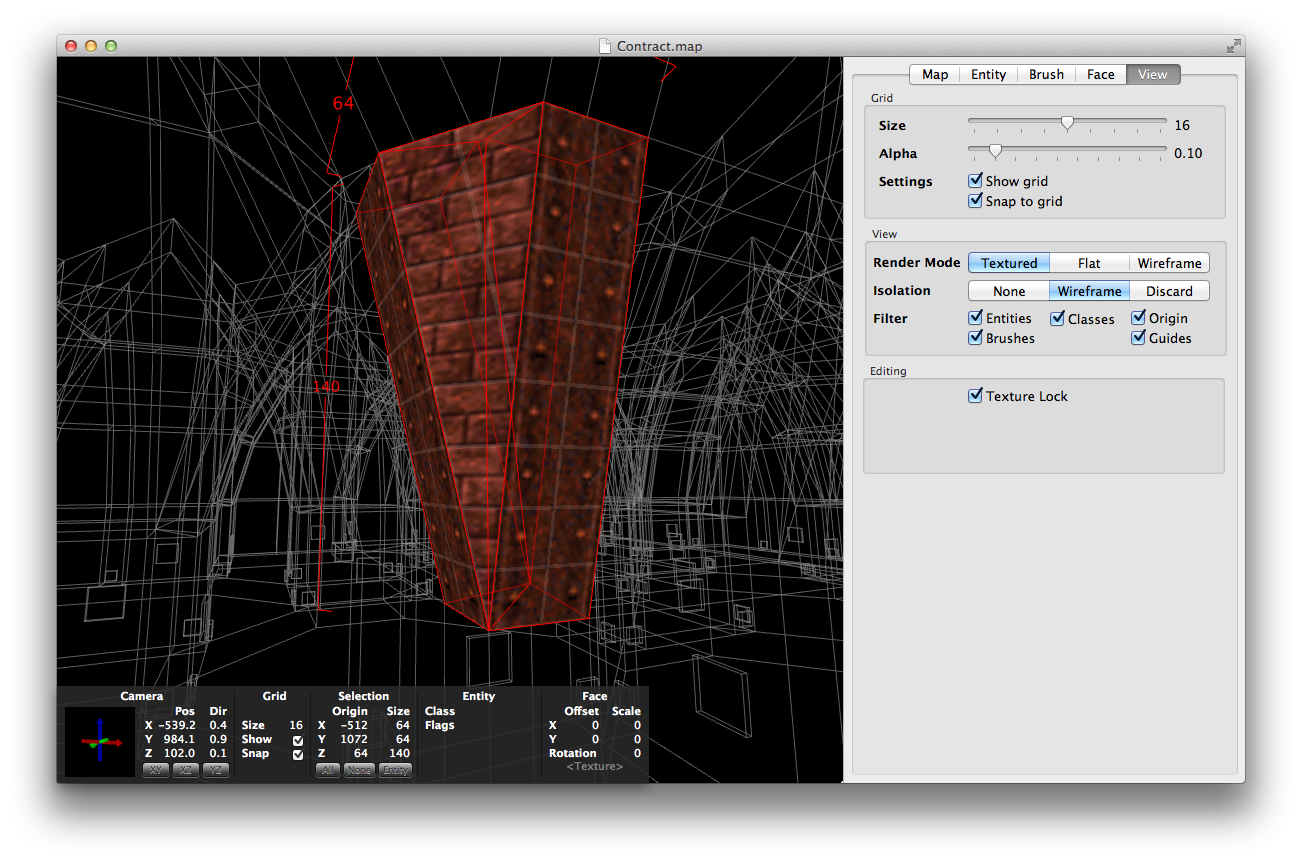 Contract.map
Map Entity Brush Face View
Grid
Size 16
Alpha 0.10
Settings Show grid
Snap to grid
View
Render Mode Textured Flat Wireframe
Isolation None Wireframe Discard
Filter Entities Classes Origin
Brushes Guides
Editing
Texture Lock
64
140
Camera Grid Selection Entity Face
Pos Dir Origin Size Class Offset Scale
X -539.2 0.4 Size 16 X -512 64 Flags X 0 0
Y 984.1 0.9 Show Y 1072 64 Y 0 0
Z 102.0 0.1 Snap Z 64 140 Rotation 0
XY XZ YZ All None Entity <Texture>